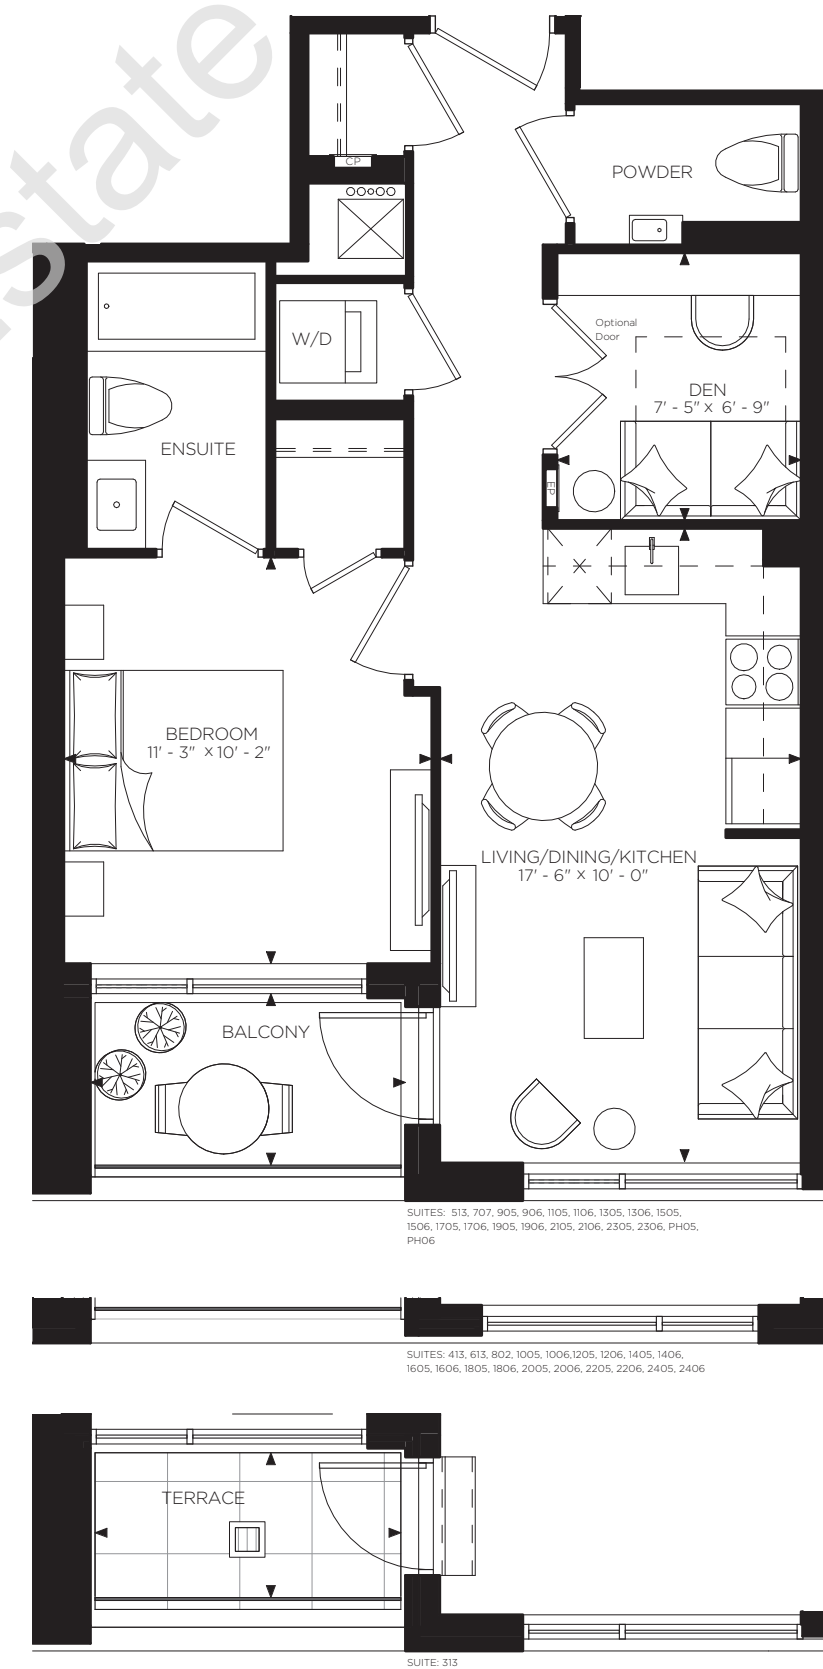 state
CP
POWDER
W/D
Optional
Door
DEN
7' - 5" x 6' - 9"
ENSUITE
EP
BEDROOM
11' - 3" x 10' - 2"
LIVING/DINING/KITCHEN
17' - 6" x 10' - 0"
BALCONY
SUITES: 513, 707, 905, 906, 1105, 1106, 1305, 1306, 1505,
1506, 1705, 1706, 1905, 1906, 2105, 2106, 2305, 2306, PH05,
PH06
SUITES: 413, 613, 802, 1005, 1006,1205, 1206, 1405, 1406,
1605, 1606, 1805, 1806, 2005, 2006, 2205, 2206, 2405, 2406
TERRACE
SUITE: 313